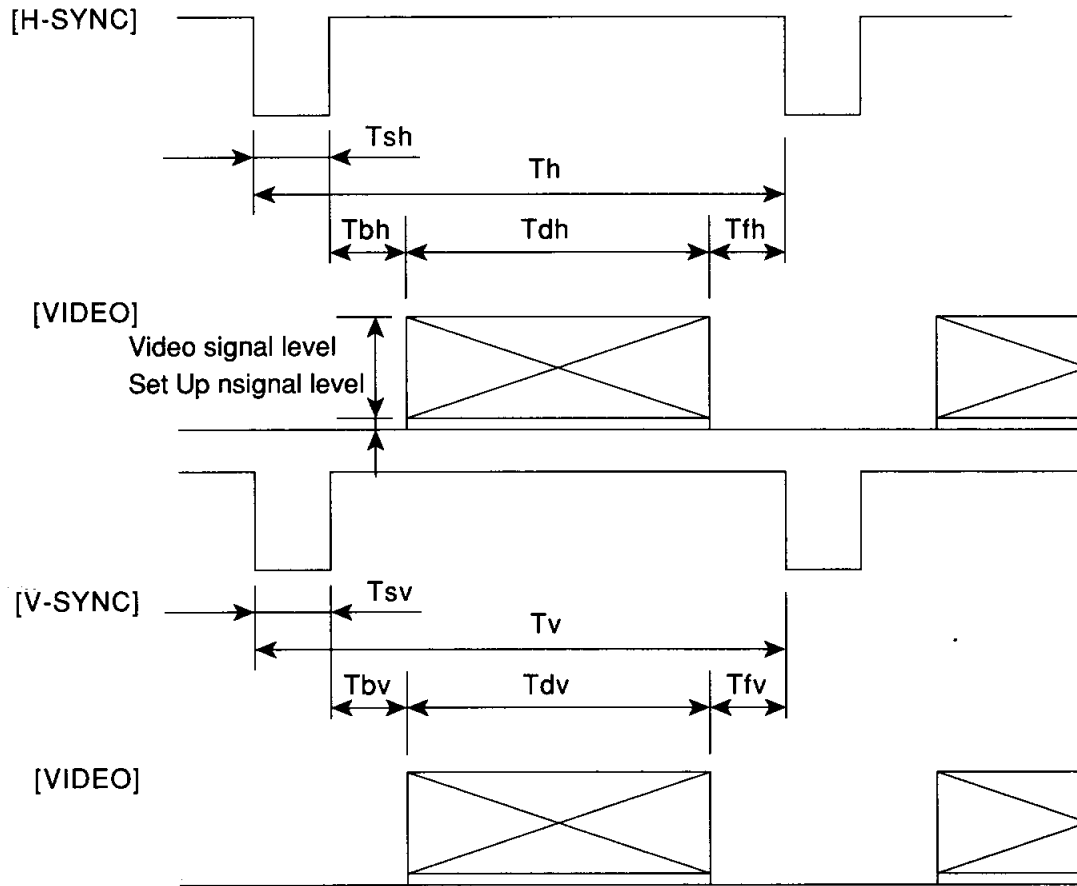 [H-SYNC]
Tsh
Th
Tbh Tdh Tfh
[VIDEO]
Video signal level
Set Up nsignal level
[V-SYNC]
Tsv
Tv
Tbv Tdv Tfv
[VIDEO]